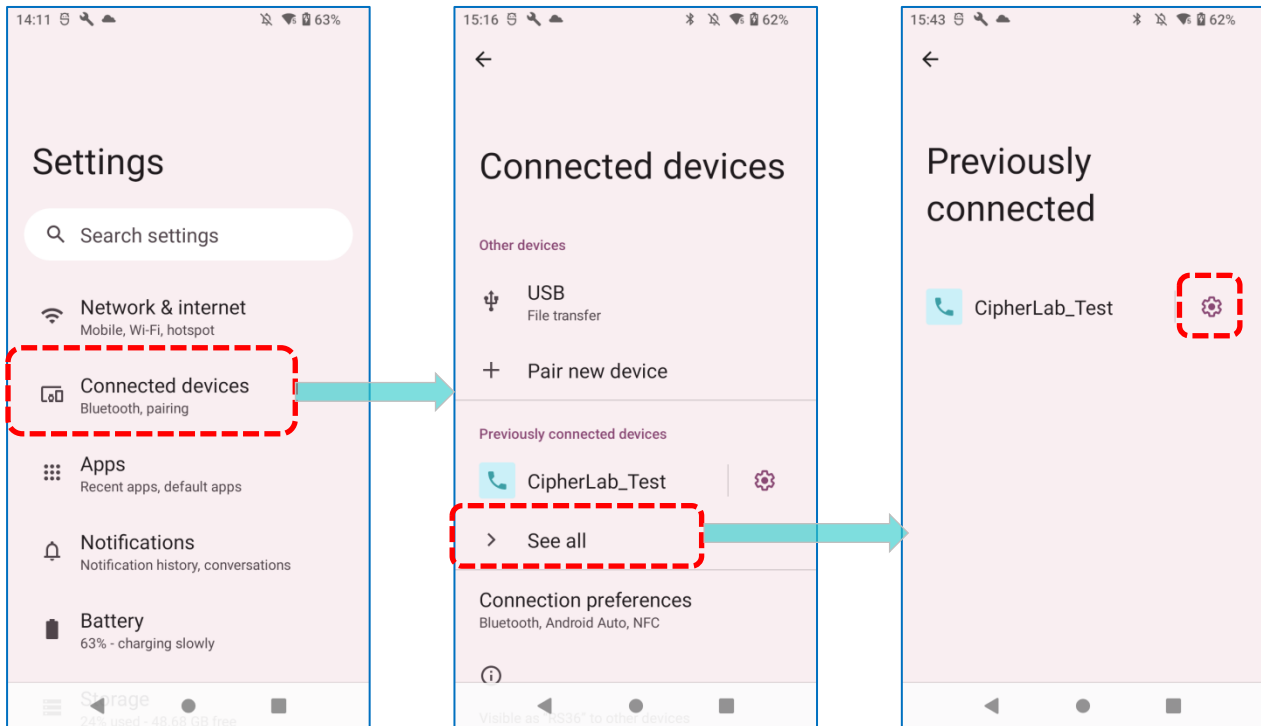 14:11 63%
Settings
Search settings
Network & internet
Mobile, Wi-Fi, hotspot
Connected devices
Bluetooth, pairing
Apps
Recent apps, default apps
Notifications
Notification history, conversations
Battery
63% - charging slowly
Storage
24% used - 48.68 GB free
15:16 62%
Connected devices
Other devices
USB
File transfer
Pair new device
Previously connected devices
CipherLab_Test
See all
Connection preferences
Bluetooth, Android Auto, NFC
Visible as "RS36" to other devices
15:43 62%
Previously
connected
CipherLab_Test